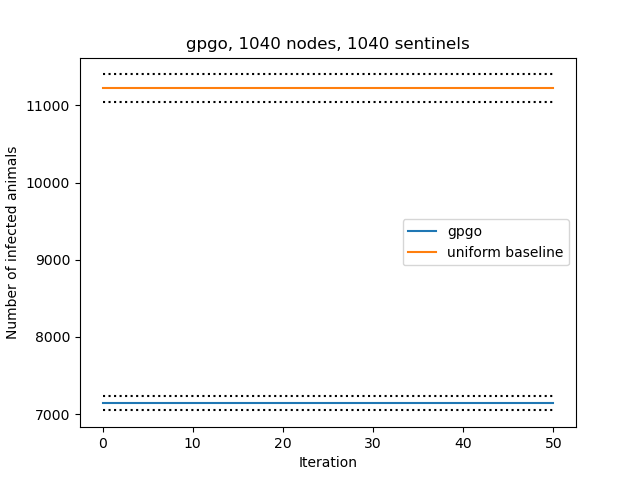 gpgo, 1040 nodes, 1040 sentinels
Number of infected animals
11000
10000
9000
8000
7000
gpgo
uniform baseline
0 10 20 30 40 50
Iteration